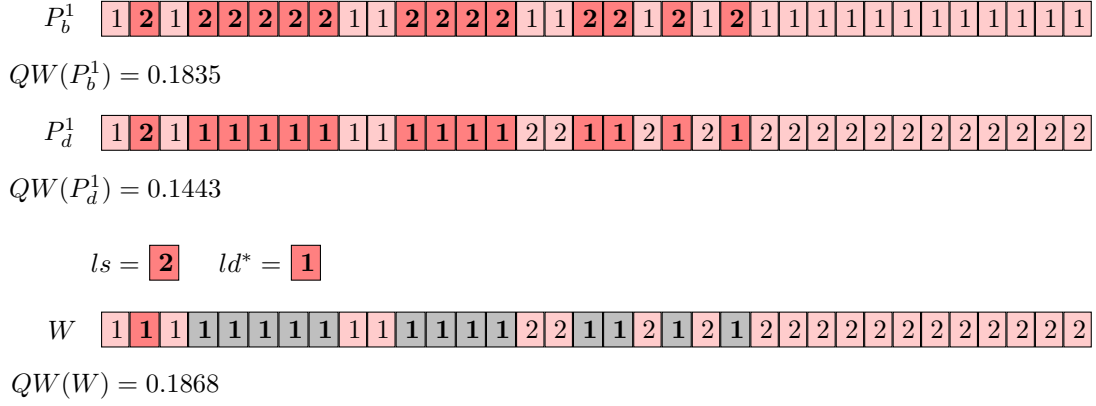 P_b^1 1 2 1 2 2 2 2 2 1 1 2 2 2 2 1 1 2 2 1 2 1 2 1 1 1 1 1 1 1 1 1 1 1 1
QW(P_b^1) = 0.1835
P_d^1 1 2 1 1 1 1 1 1 1 1 1 1 1 1 2 2 1 1 2 1 2 1 2 2 2 2 2 2 2 2 2 2 2 2
QW(P_d^1) = 0.1443
ls = 2 ld* = 1
W 1 1 1 1 1 1 1 1 1 1 1 1 1 1 2 2 1 1 2 1 2 1 2 2 2 2 2 2 2 2 2 2 2 2
QW(W) = 0.1868